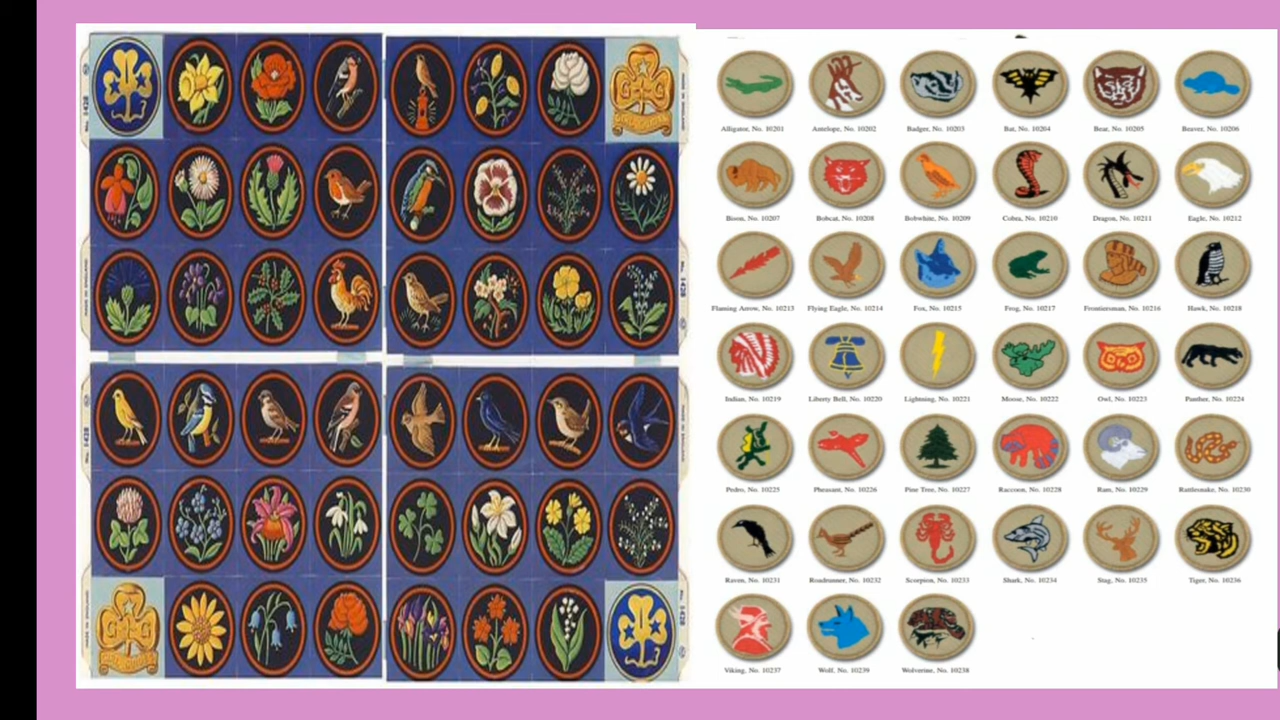 GIRL GUIDES
Alligator, No. 10201
Antelope, No. 10202
Badger, No. 10203
Bat, No. 10204
Bear, No. 10205
Beaver, No. 10206
Bison, No. 10207
Bobcat, No. 10208
Bobwhite, No. 10209
Cobra, No. 10210
Dragon, No. 10211
Eagle, No. 10212
Flaming Arrow, No. 10213
Flying Eagle, No. 10214
Fox, No. 10215
Frog, No. 10217
Frontiersman, No. 10216
Hawk, No. 10218
Indian, No. 10219
Liberty Bell, No. 10220
Lightning, No. 10221
Moose, No. 10222
Owl, No. 10223
Panther, No. 10224
Pedro, No. 10225
Pheasant, No. 10226
Pine Tree, No. 10227
Raccoon, No. 10228
Ram, No. 10229
Rattlesnake, No. 10230
Raven, No. 10231
Roadrunner, No. 10232
Scorpion, No. 10233
Shark, No. 10234
Stag, No. 10235
Tiger, No. 10236
Viking, No. 10237
Wolf, No. 10239
Wolverine, No. 10238